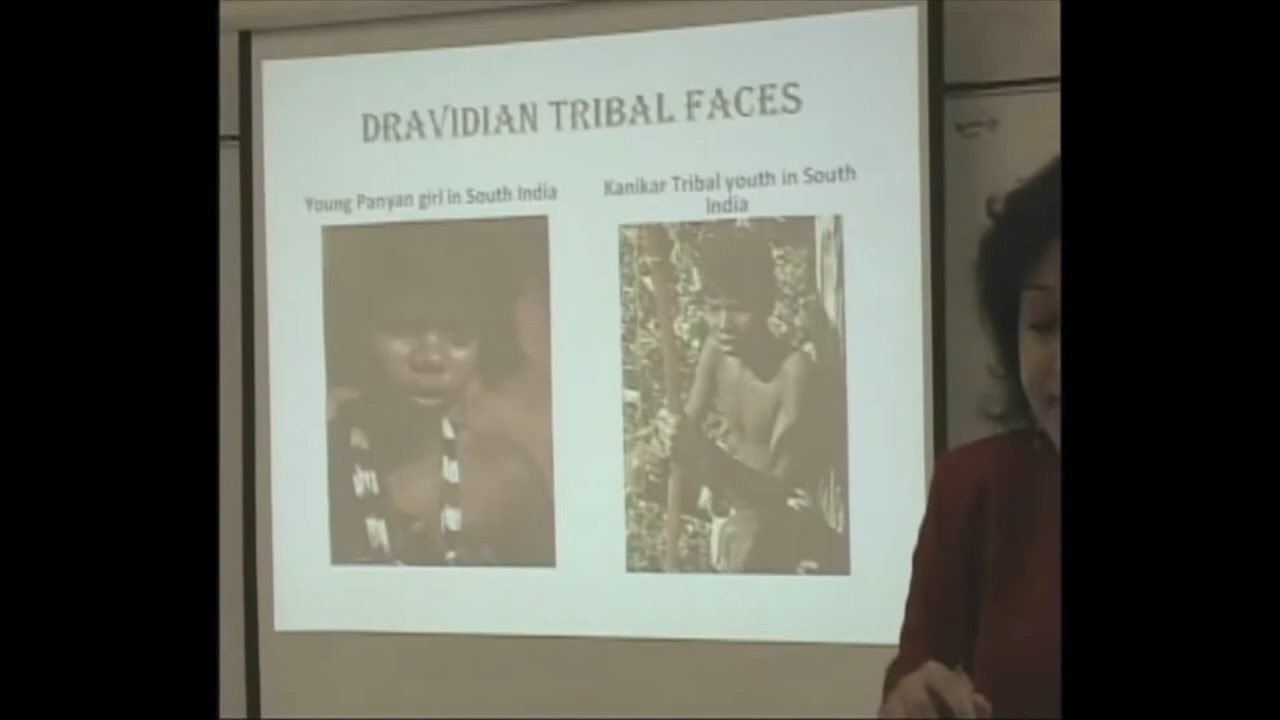 DRAVIDIAN TRIBAL FACES
Young Panyan girl in South India
Kanikar Tribal youth in South
India